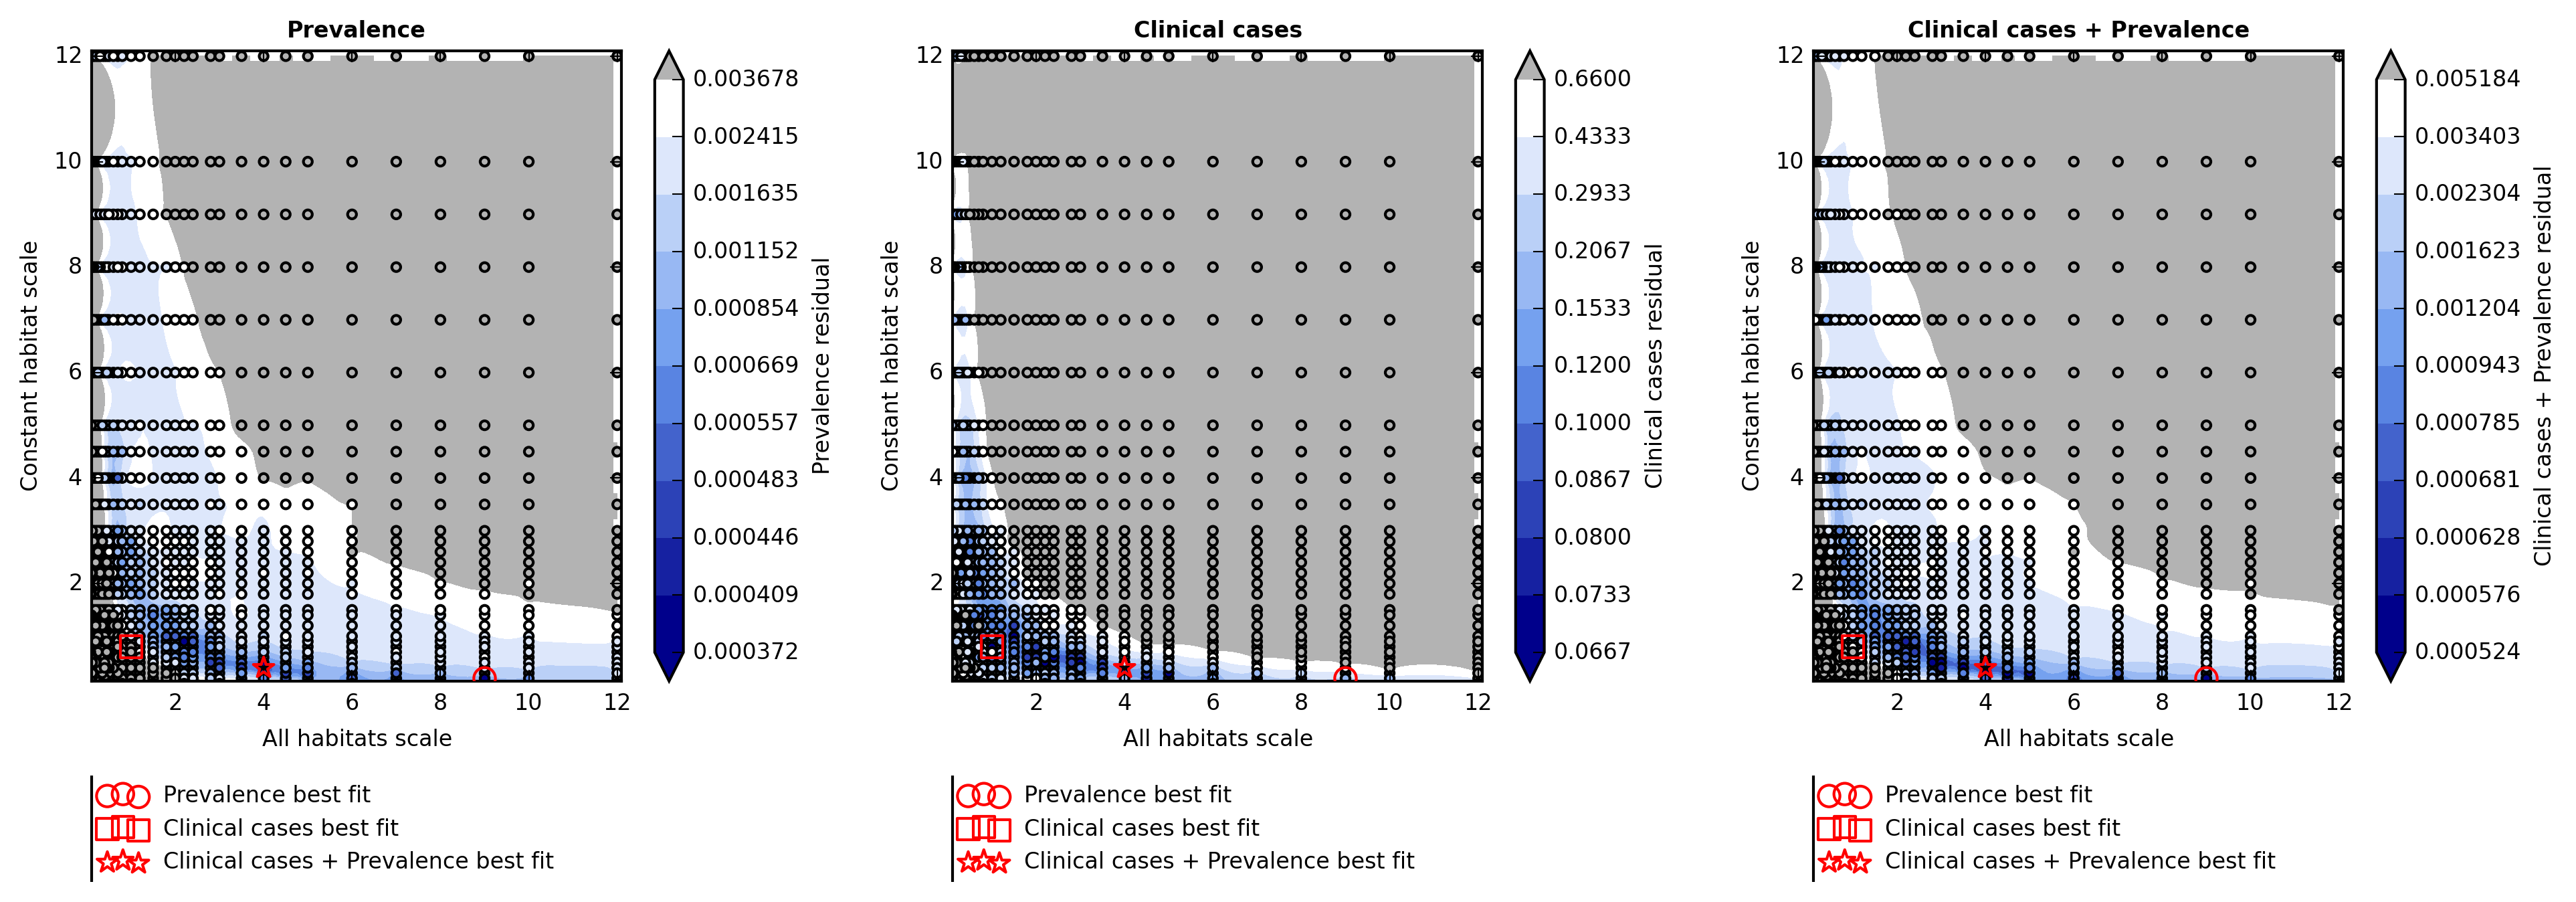 Prevalence
12
10
8
6
4
2
Constant habitat scale
2 4 6 8 10 12
All habitats scale
0.003678
0.002415
0.001635
0.001152
0.000854
0.000669
0.000557
0.000483
0.000446
0.000409
0.000372
Prevalence residual
Prevalence best fit
Clinical cases best fit
Clinical cases + Prevalence best fit
Clinical cases
12
10
8
6
4
2
Constant habitat scale
2 4 6 8 10 12
All habitats scale
0.6600
0.4333
0.2933
0.2067
0.1533
0.1200
0.1000
0.0867
0.0800
0.0733
0.0667
Clinical cases residual
Prevalence best fit
Clinical cases best fit
Clinical cases + Prevalence best fit
Clinical cases + Prevalence
12
10
8
6
4
2
Constant habitat scale
2 4 6 8 10 12
All habitats scale
0.005184
0.003403
0.002304
0.001623
0.001204
0.000943
0.000785
0.000681
0.000628
0.000576
0.000524
Clinical cases + Prevalence residual
Prevalence best fit
Clinical cases best fit
Clinical cases + Prevalence best fit